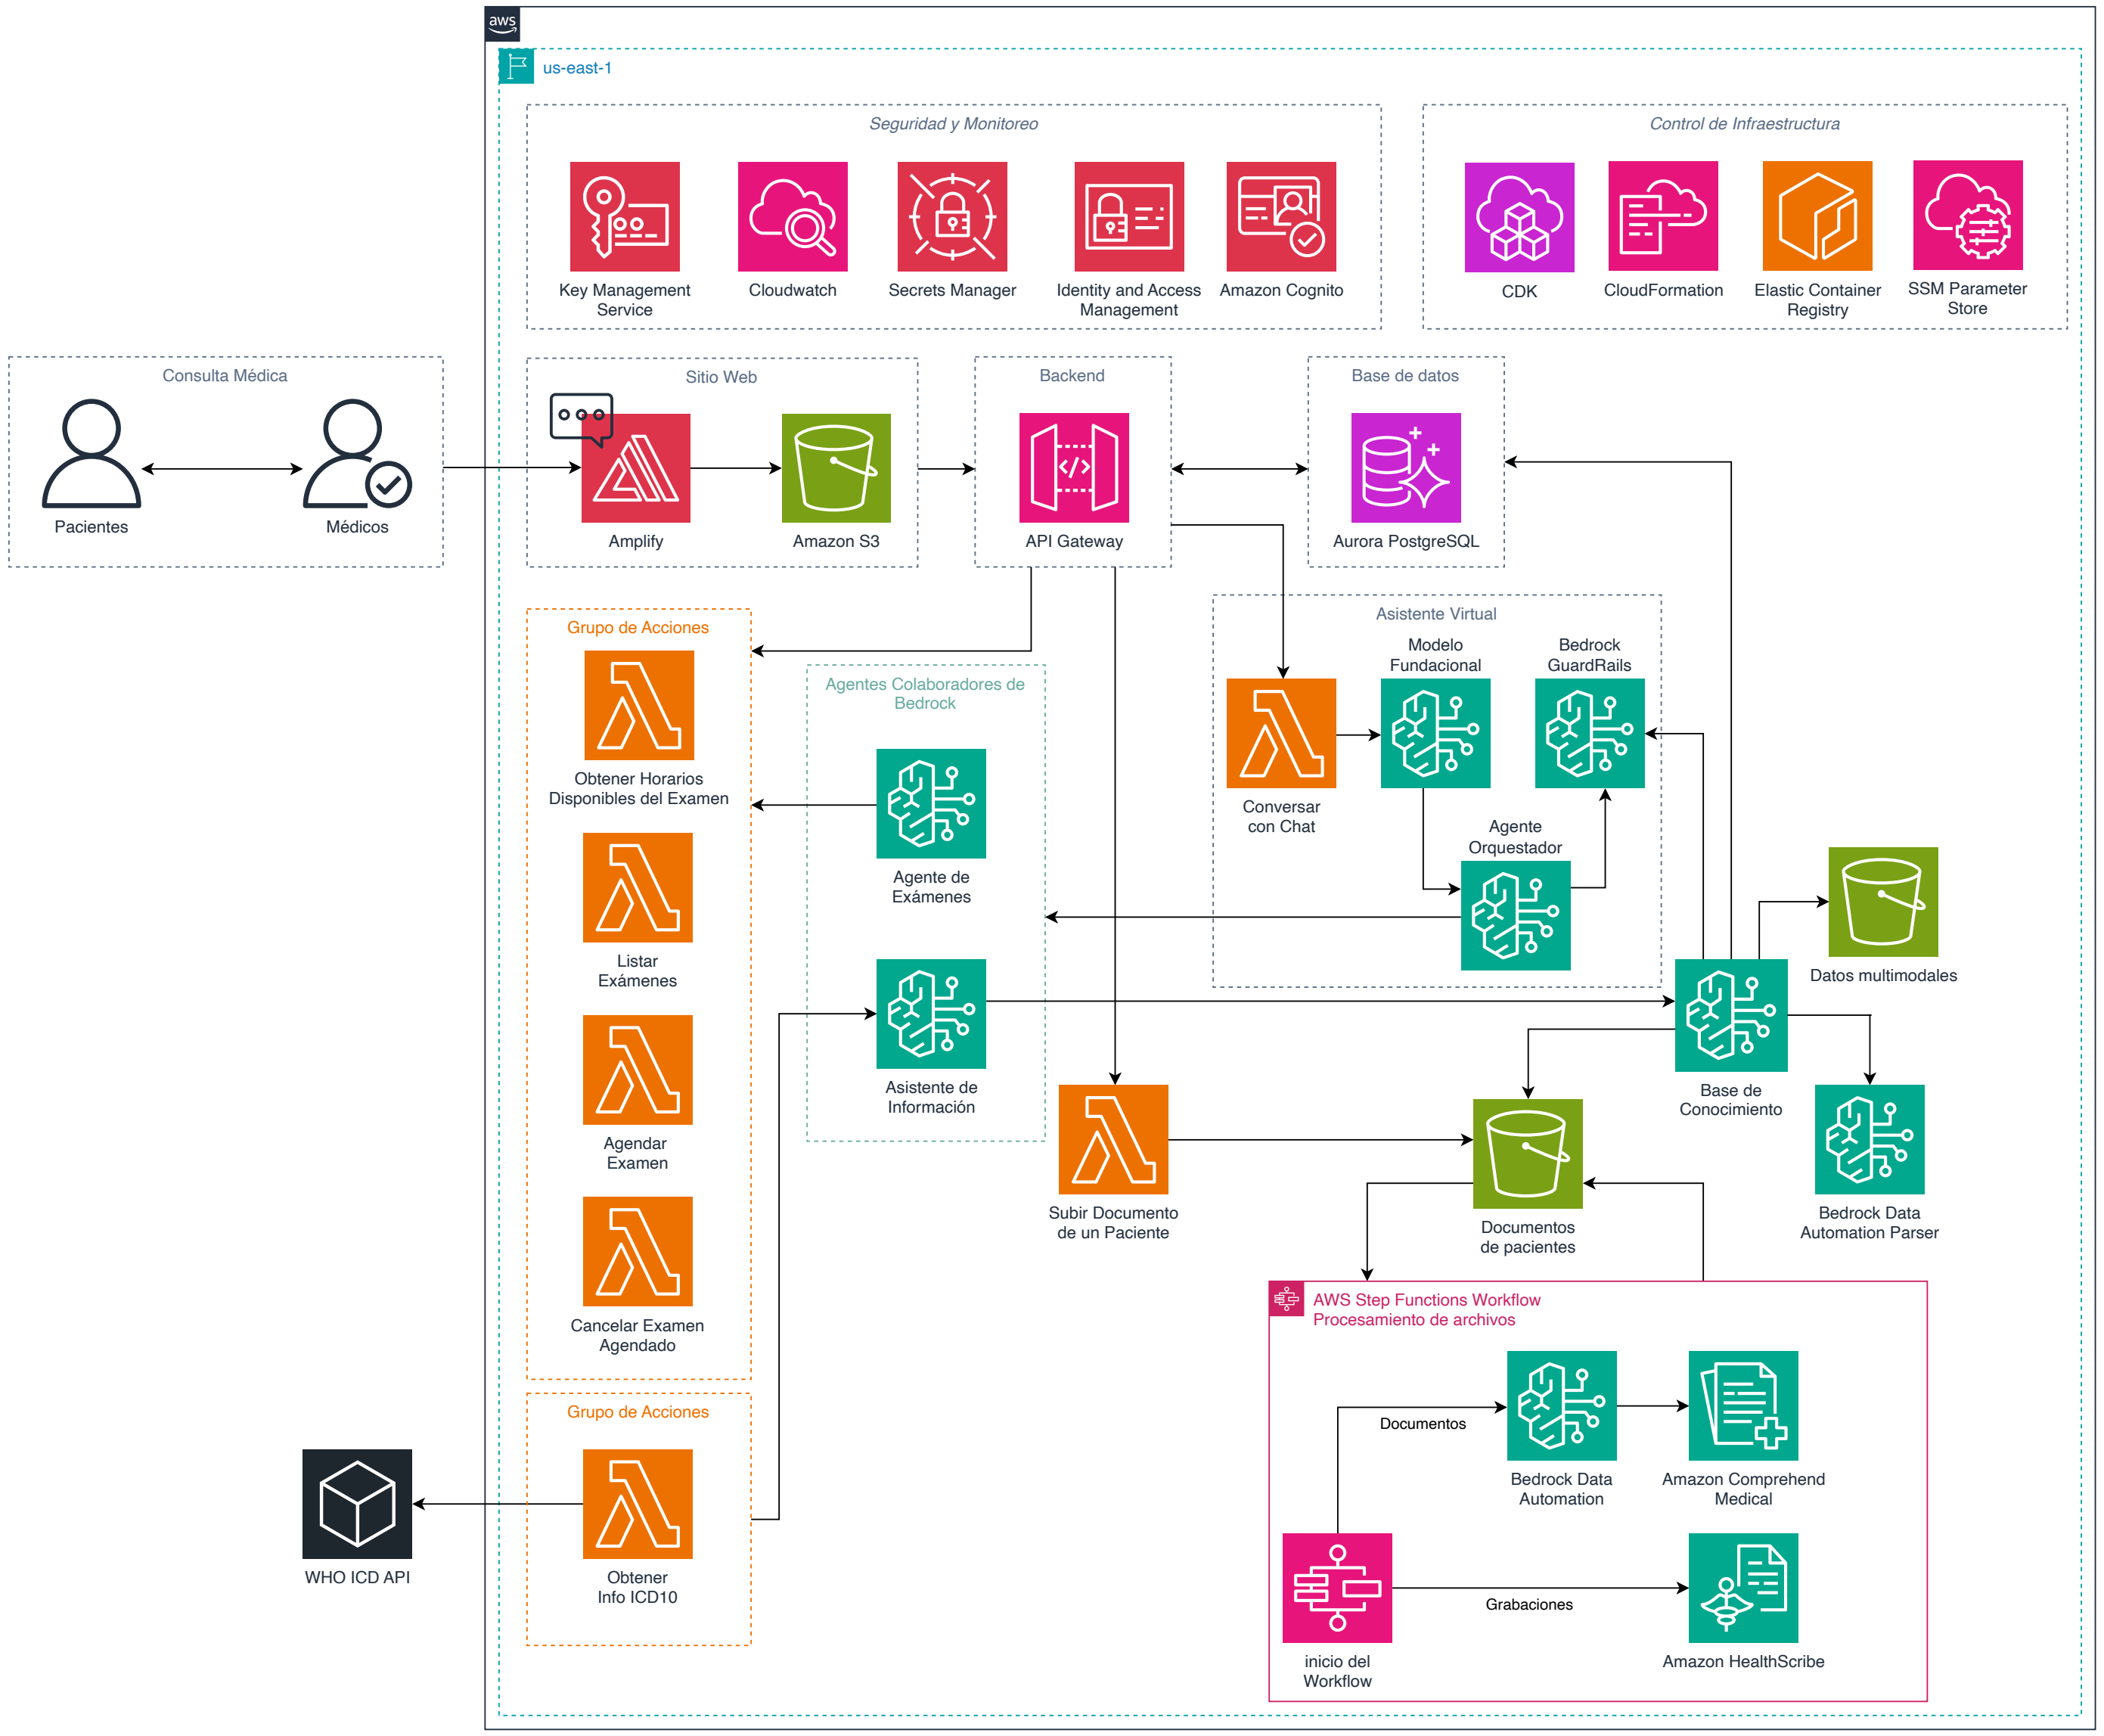 aws
us-east-1
Seguridad y Monitoreo
Key Management
Service
Cloudwatch
Secrets Manager
Identity and Access
Management
Amazon Cognito
Control de Infraestructura
CDK
CloudFormation
Elastic Container
Registry
SSM Parameter
Store
Consulta Médica
Pacientes
Médicos
Sitio Web
Amplify
Amazon S3
Backend
API Gateway
Base de datos
Aurora PostgreSQL
Grupo de Acciones
Obtener Horarios
Disponibles del Examen
Listar
Exámenes
Agendar
Examen
Cancelar Examen
Agendado
Agentes Colaboradores de
Bedrock
Agente de
Exámenes
Asistente de
Información
Asistente Virtual
Modelo
Fundacional
Bedrock
GuardRails
Conversar
con Chat
Agente
Orquestador
Datos multimodales
Base de
Conocimiento
Subir Documento
de un Paciente
Documentos
de pacientes
Bedrock Data
Automation Parser
AWS Step Functions Workflow
Procesamiento de archivos
Documentos
Bedrock Data
Automation
Amazon Comprehend
Medical
inicio del
Workflow
Grabaciones
Amazon HealthScribe
Grupo de Acciones
Obtener
Info ICD10
WHO ICD API